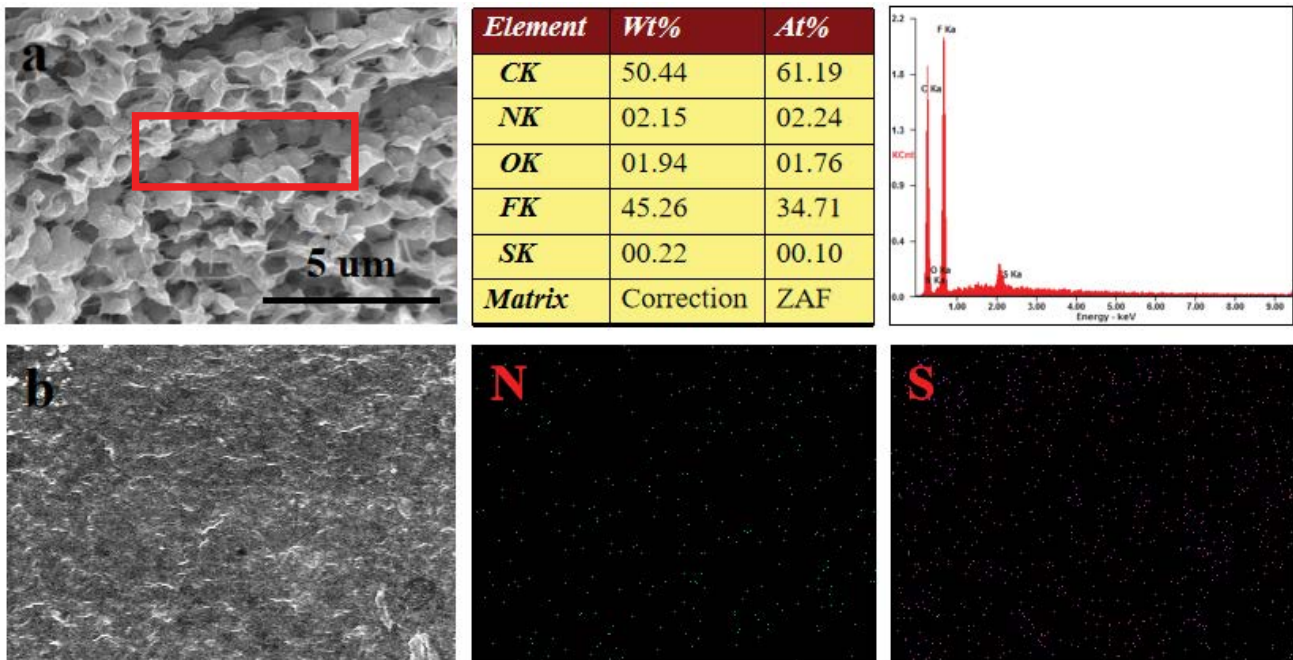 a
5 um
Element Wt% At%
CK 50.44 61.19
NK 02.15 02.24
OK 01.94 01.76
FK 45.26 34.71
SK 00.22 00.10
Matrix Correction ZAF
2.2
F Ka
1.8
C Ka
1.3
KCnt
0.9
0.4
O Ka
S Ka
0.0
1.00 2.00 3.00 4.00 5.00 6.00 7.00 8.00 9.00
Energy - keV
b
N
S